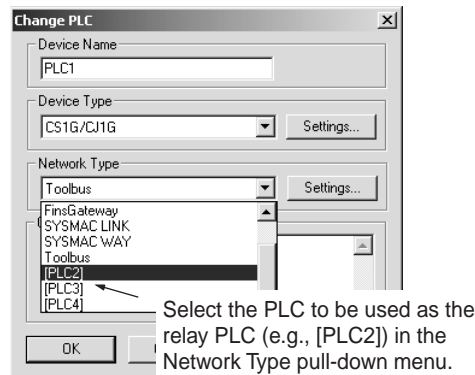 Change PLC
Device Name
PLC1
Device Type
CS1G/CJ1G
Settings...
Network Type
Toolbus
Settings...
FinsGateway
SYSMAC LINK
SYSMAC WAY
Toolbus
[PLC2]
[PLC3]
[PLC4]
Select the PLC to be used as the
relay PLC (e.g., [PLC2]) in the
Network Type pull-down menu.
OK